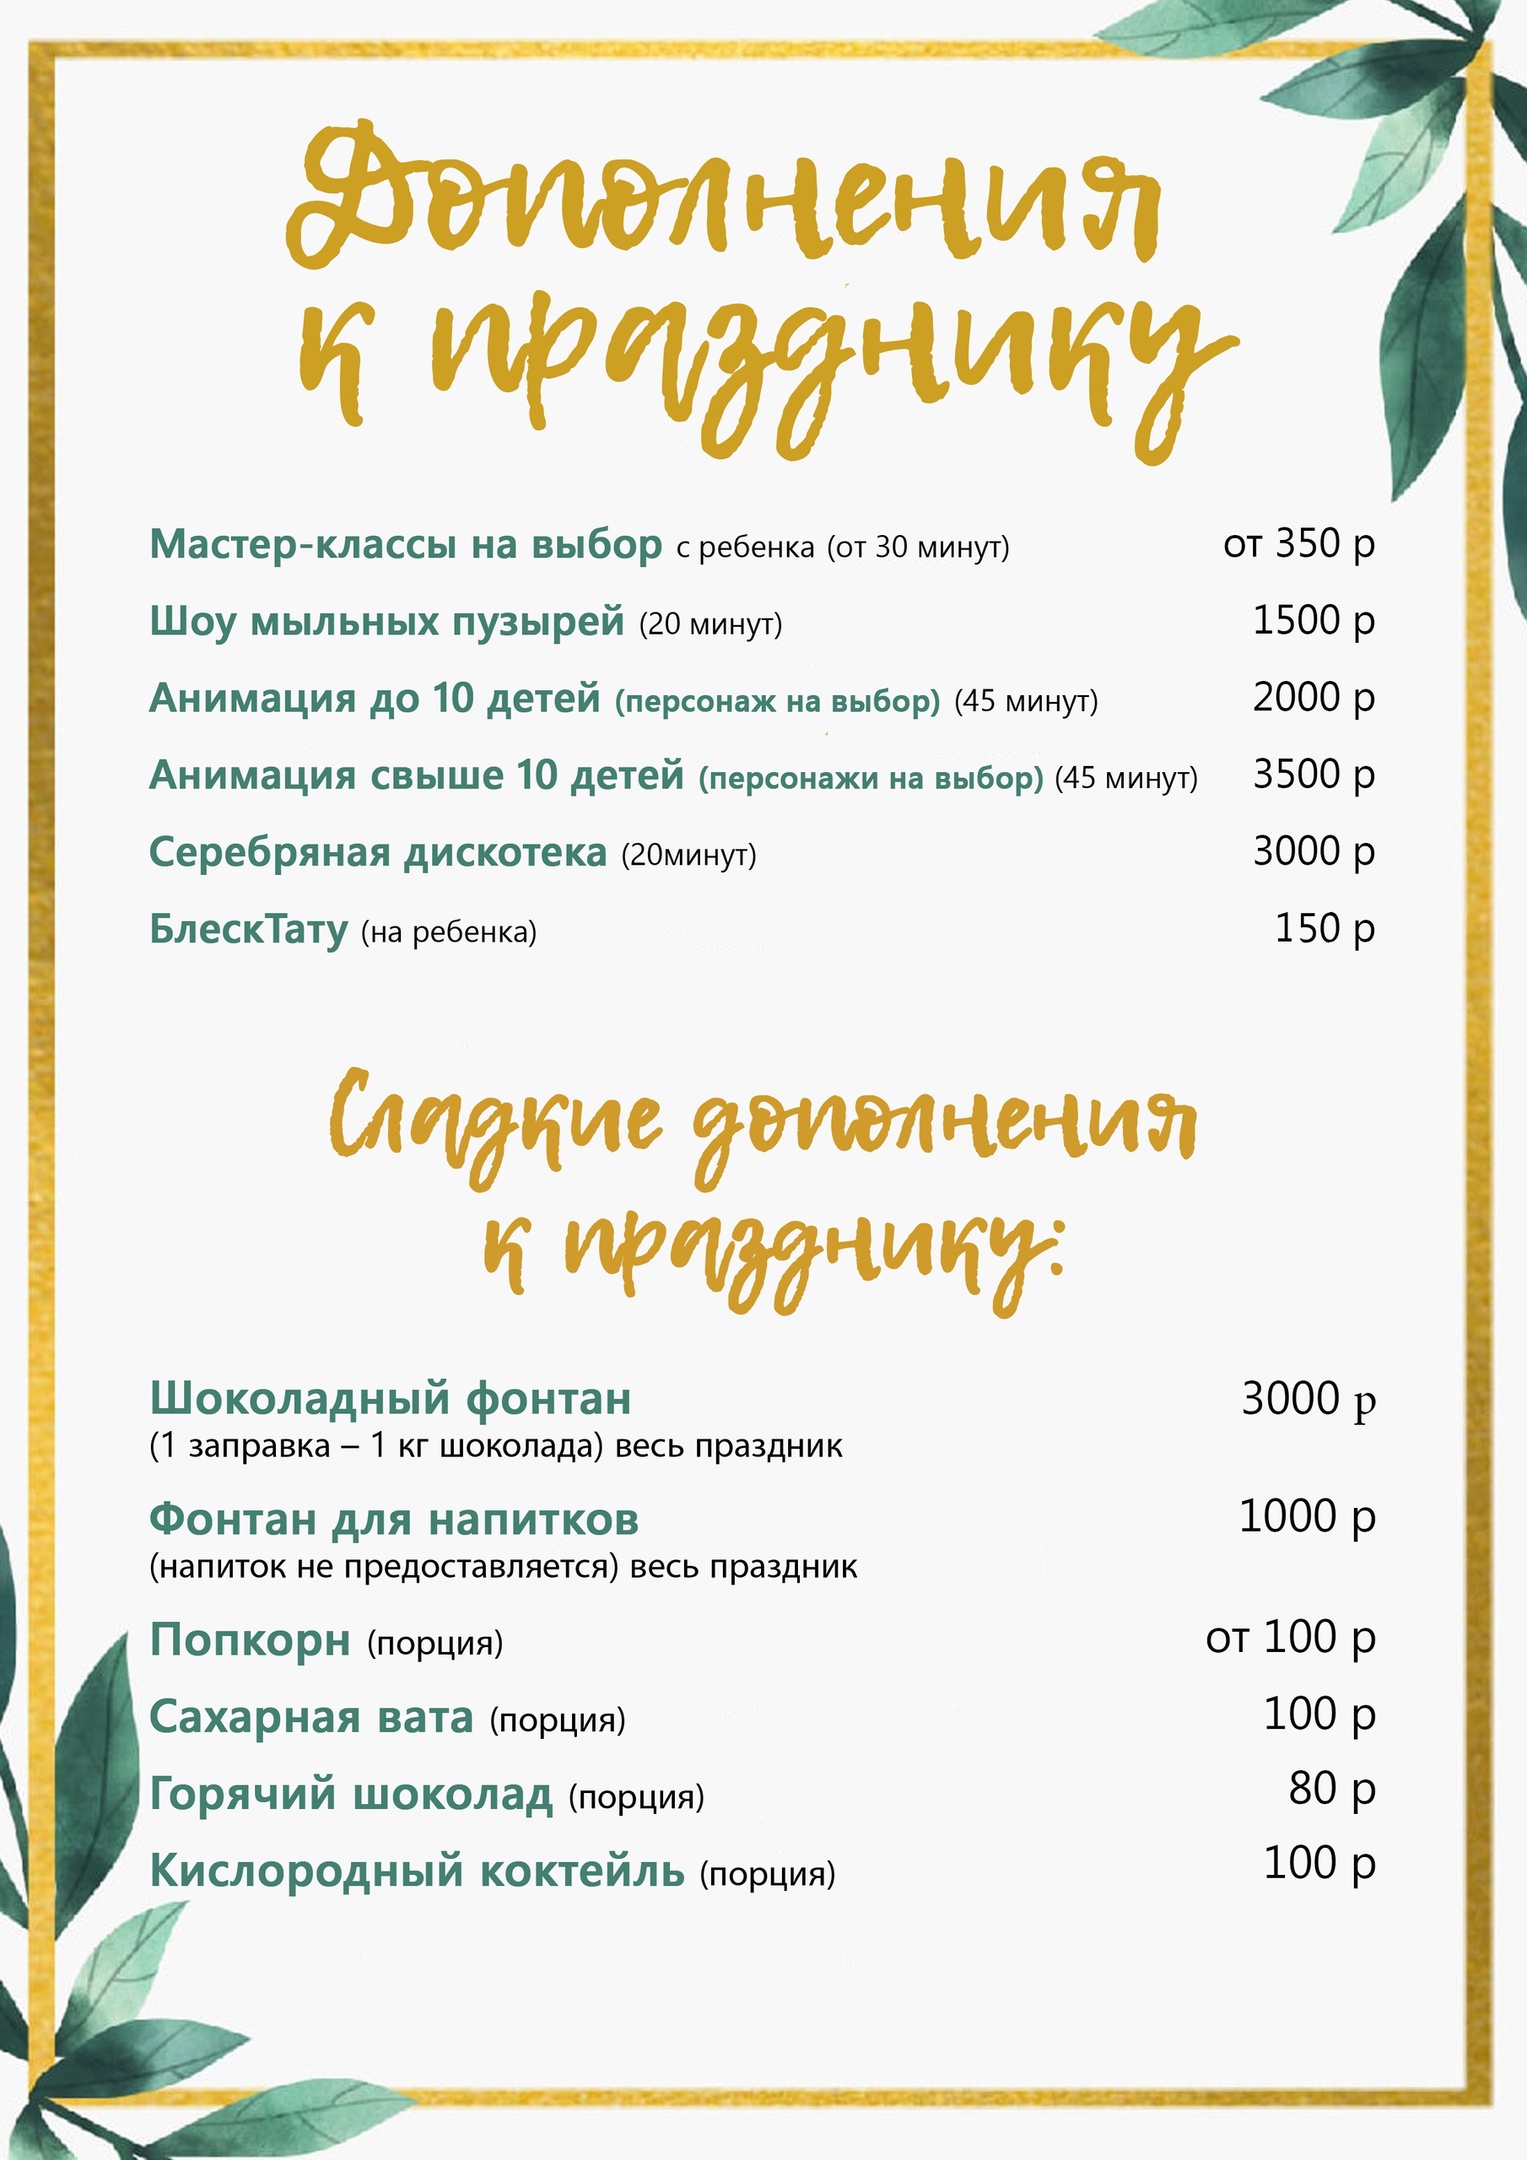 Дополнения
к празднику
Мастер-классы на выбор с ребенка (от 30 минут) от 350 р
Шоу мыльных пузырей (20 минут) 1500 р
Анимация до 10 детей (персонаж на выбор) (45 минут) 2000 р
Анимация свыше 10 детей (персонажи на выбор) (45 минут) 3500 р
Серебряная дискотека (20минут) 3000 р
БлескТату (на ребенка) 150 р
Сладкие дополнения
к празднику:
Шоколадный фонтан 3000 р
(1 заправка – 1 кг шоколада) весь праздник
Фонтан для напитков 1000 р
(напиток не предоставляется) весь праздник
Попкорн (порция) от 100 р
Сахарная вата (порция) 100 р
Горячий шоколад (порция) 80 р
Кислородный коктейль (порция) 100 р